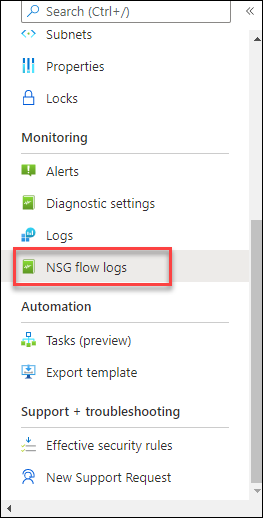 Search (Ctrl+/)
Subnets
Properties
Locks
Monitoring
Alerts
Diagnostic settings
Logs
NSG flow logs
Automation
Tasks (preview)
Export template
Support + troubleshooting
Effective security rules
New Support Request